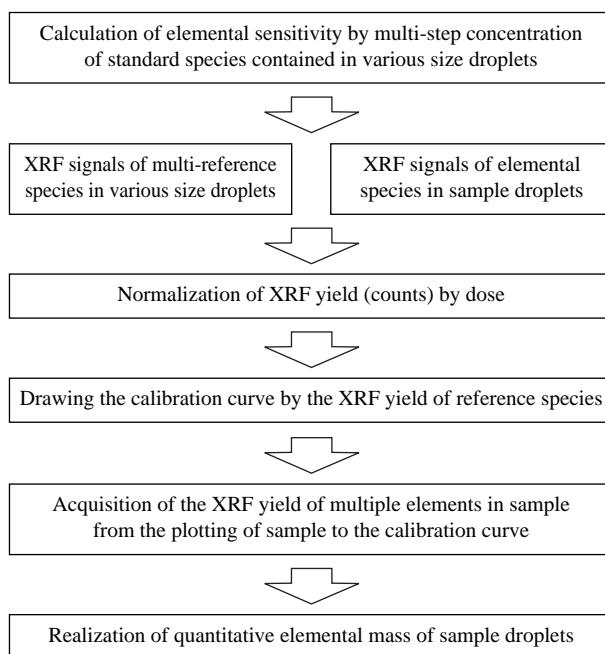 Calculation of elemental sensitivity by multi-step concentration
of standard species contained in various size droplets
XRF signals of multi-reference
species in various size droplets
XRF signals of elemental
species in sample droplets
Normalization of XRF yield (counts) by dose
Drawing the calibration curve by the XRF yield of reference species
Acquisition of the XRF yield of multiple elements in sample
from the plotting of sample to the calibration curve
Realization of quantitative elemental mass of sample droplets